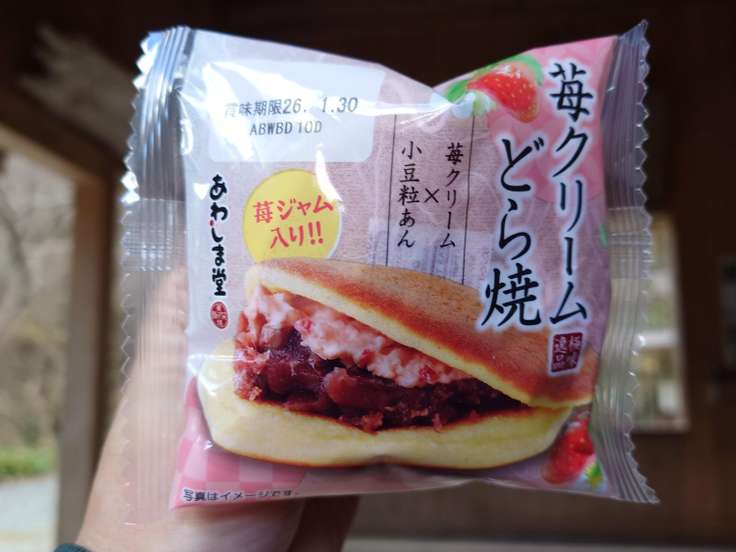 賞味期限26. 1.30
ABWBD 10D
苺クリームどら焼
苺クリーム
×
小豆粒あん
苺ジャム
入り!!
あわしま堂
写真はイメージです。